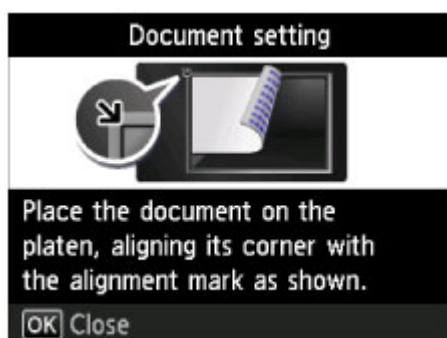 Document setting
Place the document on the
platen, aligning its corner with
the alignment mark as shown.
OK Close